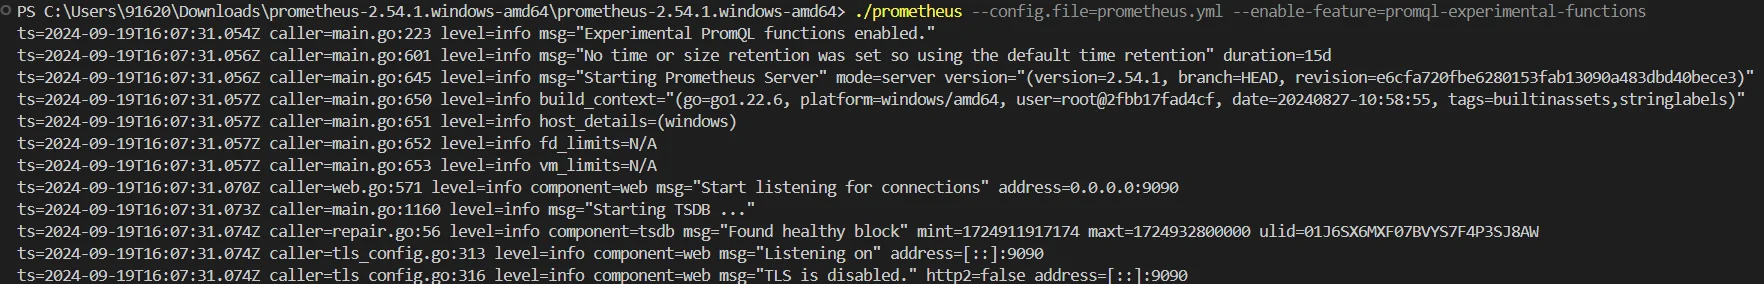 PS C:\Users\91620\Downloads\prometheus-2.54.1.windows-amd64\prometheus-2.54.1.windows-amd64> ./prometheus --config.file=prometheus.yml --enable-feature=promql-experimental-functions
ts=2024-09-19T16:07:31.054Z caller=main.go:223 level=info msg="Experimental PromQL functions enabled."
ts=2024-09-19T16:07:31.056Z caller=main.go:601 level=info msg="No time or size retention was set so using the default time retention" duration=15d
ts=2024-09-19T16:07:31.056Z caller=main.go:645 level=info msg="Starting Prometheus Server" mode=server version="(version=2.54.1, branch=HEAD, revision=e6cfa720fbe6280153fab13090a483dbd40bece3)"
ts=2024-09-19T16:07:31.057Z caller=main.go:650 level=info build_context="(go=go1.22.6, platform=windows/amd64, user=root@2fbb17fad4cf, date=20240827-10:58:55, tags=builtinassets,stringlabels)"
ts=2024-09-19T16:07:31.057Z caller=main.go:651 level=info host_details=(windows)
ts=2024-09-19T16:07:31.057Z caller=main.go:652 level=info fd_limits=N/A
ts=2024-09-19T16:07:31.057Z caller=main.go:653 level=info vm_limits=N/A
ts=2024-09-19T16:07:31.070Z caller=web.go:571 level=info component=web msg="Start listening for connections" address=0.0.0.0:9090
ts=2024-09-19T16:07:31.073Z caller=main.go:1160 level=info msg="Starting TSDB ..."
ts=2024-09-19T16:07:31.074Z caller=repair.go:56 level=info component=tsdb msg="Found healthy block" mint=1724911917174 maxt=1724932800000 ulid=01J6SX6MXF07BVYS7F4P3SJ8AW
ts=2024-09-19T16:07:31.074Z caller=tls_config.go:313 level=info component=web msg="Listening on" address=[::]:9090
ts=2024-09-19T16:07:31.074Z caller=tls_config.go:316 level=info component=web msg="TLS is disabled." http2=false address=[::]:9090